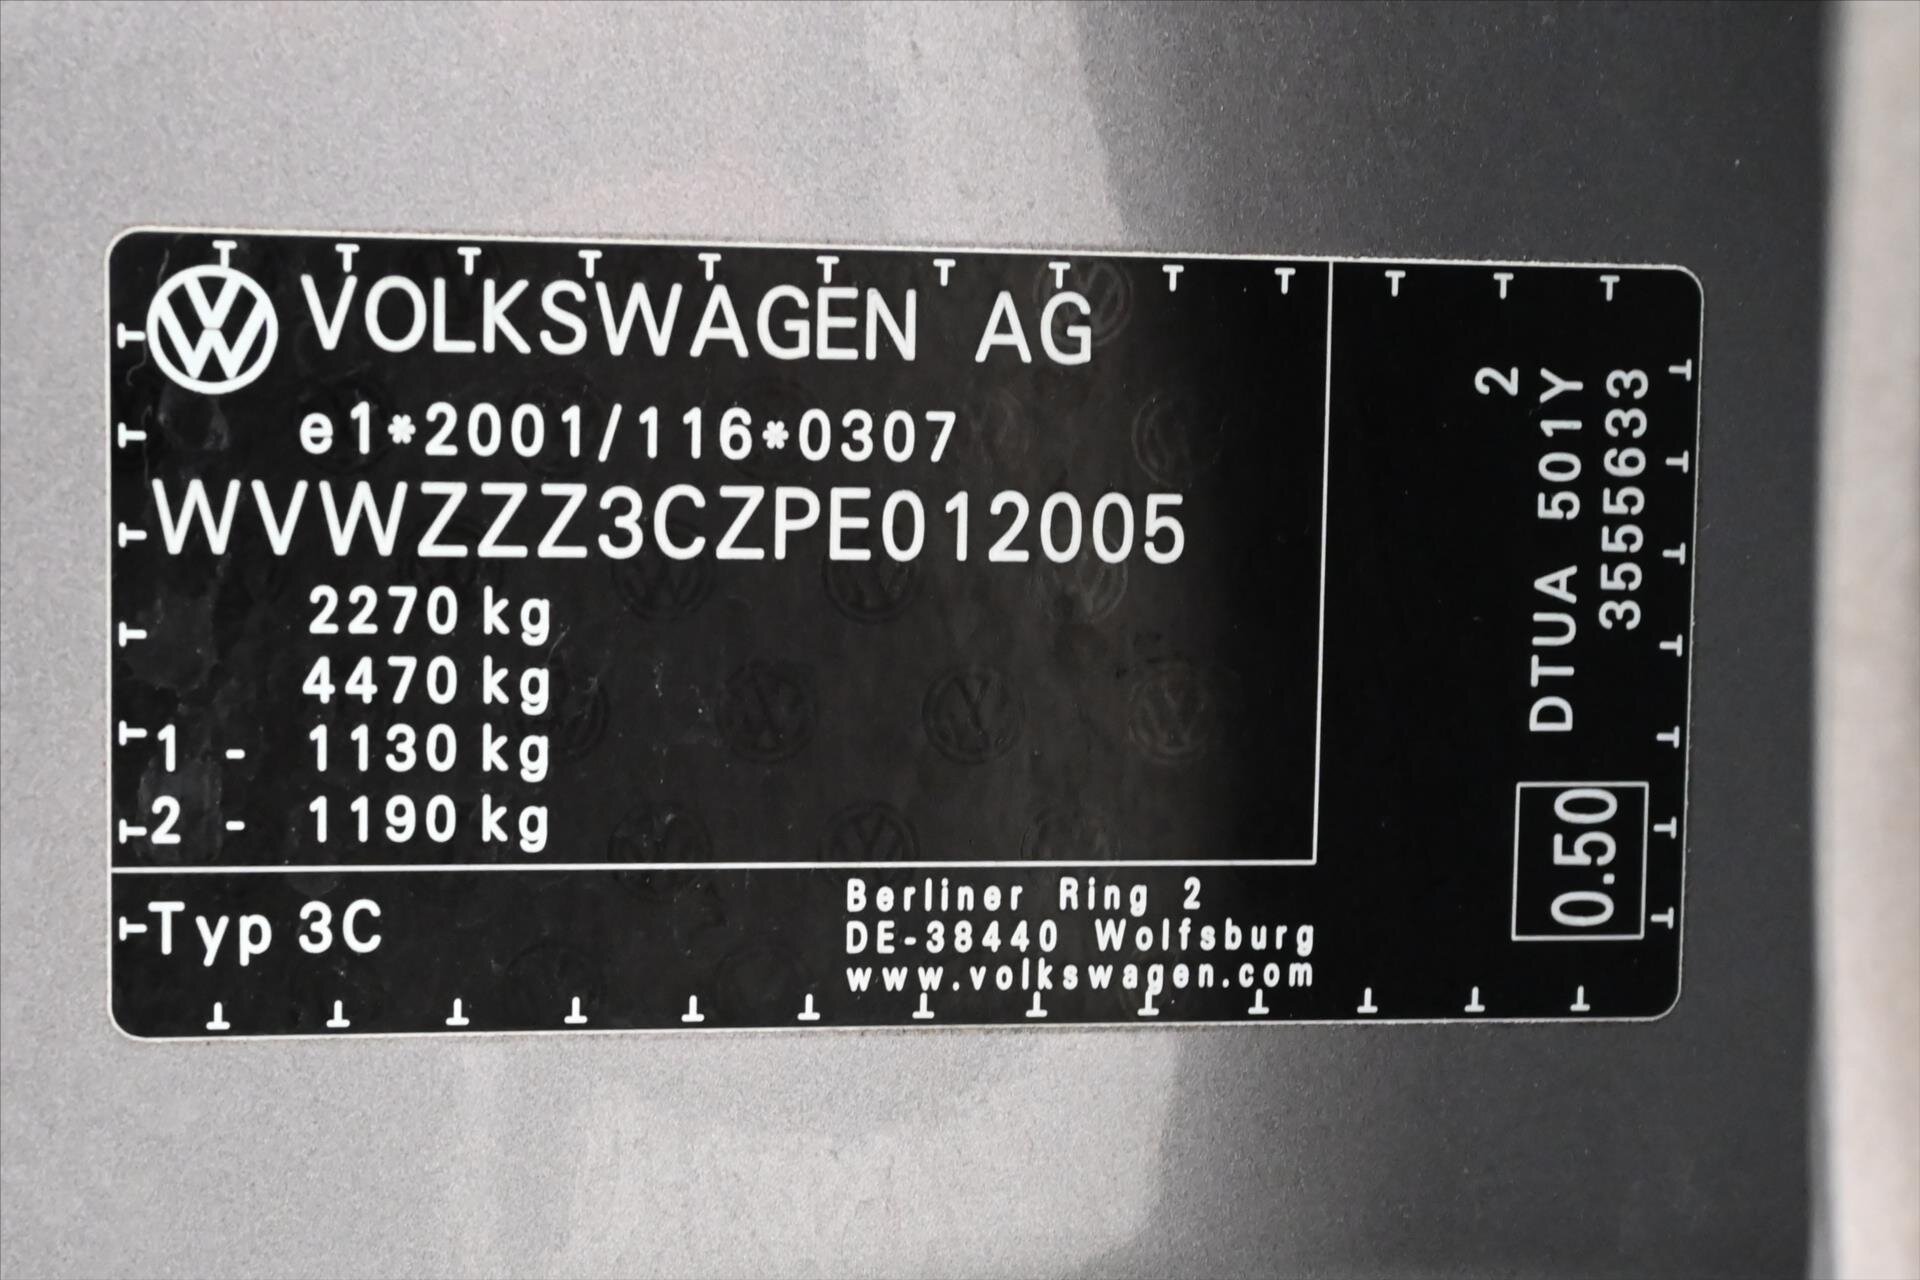 VOLKSWAGEN AG
e1*2001/116*0307
WVWZZZ3CZPE012005
2270 kg
4470 kg
1 - 1130 kg
2 - 1190 kg
Typ 3C
Berliner Ring 2
DE-38440 Wolfsburg
www.volkswagen.com
2
DTUA 501Y
3555633
0.50